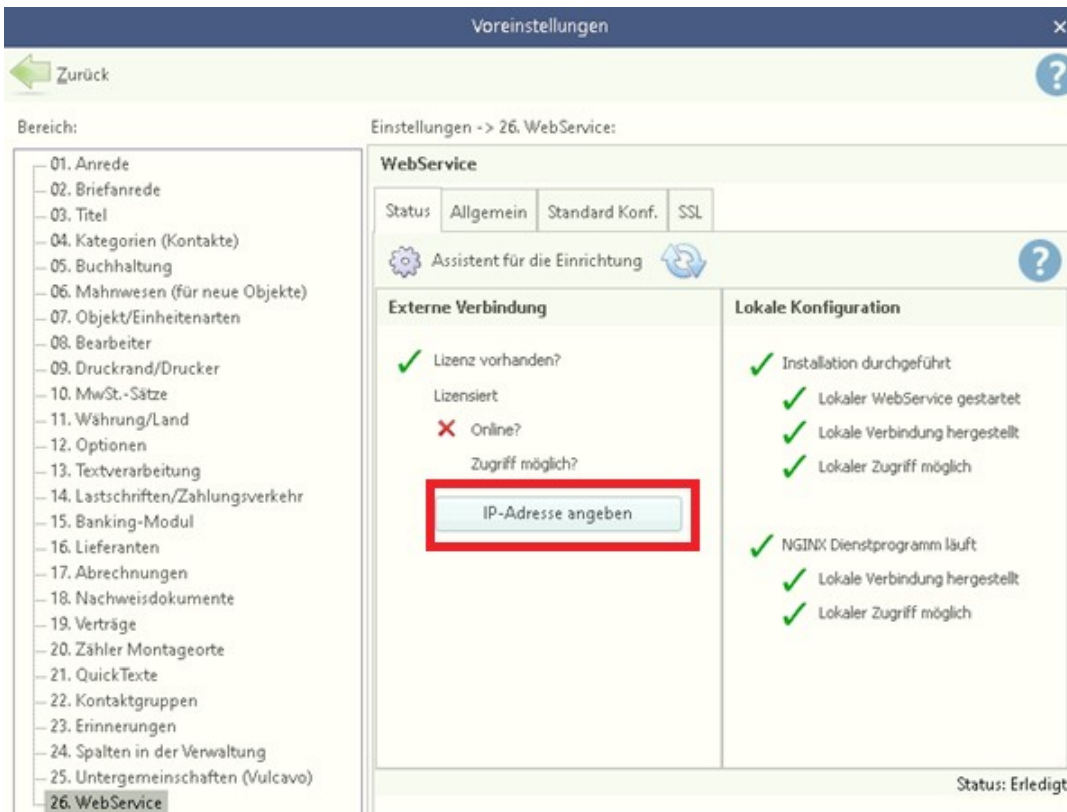 Voreinstellungen
Zurück
Bereich:
01. Anrede
02. Briefanrede
03. Titel
04. Kategorien (Kontakte)
05. Buchhaltung
06. Mahnwesen (für neue Objekte)
07. Objekt/Einheitenarten
08. Bearbeiter
09. Druckrand/Drucker
10. MwSt.-Sätze
11. Währung/Land
12. Optionen
13. Textverarbeitung
14. Lastschriften/Zahlungsverkehr
15. Banking-Modul
16. Lieferanten
17. Abrechnungen
18. Nachweisdokumente
19. Verträge
20. Zähler Montageorte
21. QuickTexte
22. Kontaktgruppen
23. Erinnerungen
24. Spalten in der Verwaltung
25. Untergemeinschaften (Vulcavo)
26. WebService
Einstellungen -> 26. WebService:
WebService
Status Allgemein Standard Konf. SSL
Assistent für die Einrichtung
Externe Verbindung
Lizenz vorhanden?
Lizensiert
Online?
Zugriff möglich?
IP-Adresse angeben
Lokale Konfiguration
Installation durchgeführt
Lokaler WebService gestartet
Lokale Verbindung hergestellt
Lokaler Zugriff möglich
NGINX Dienstprogramm läuft
Lokale Verbindung hergestellt
Lokaler Zugriff möglich
Status: Erledigt